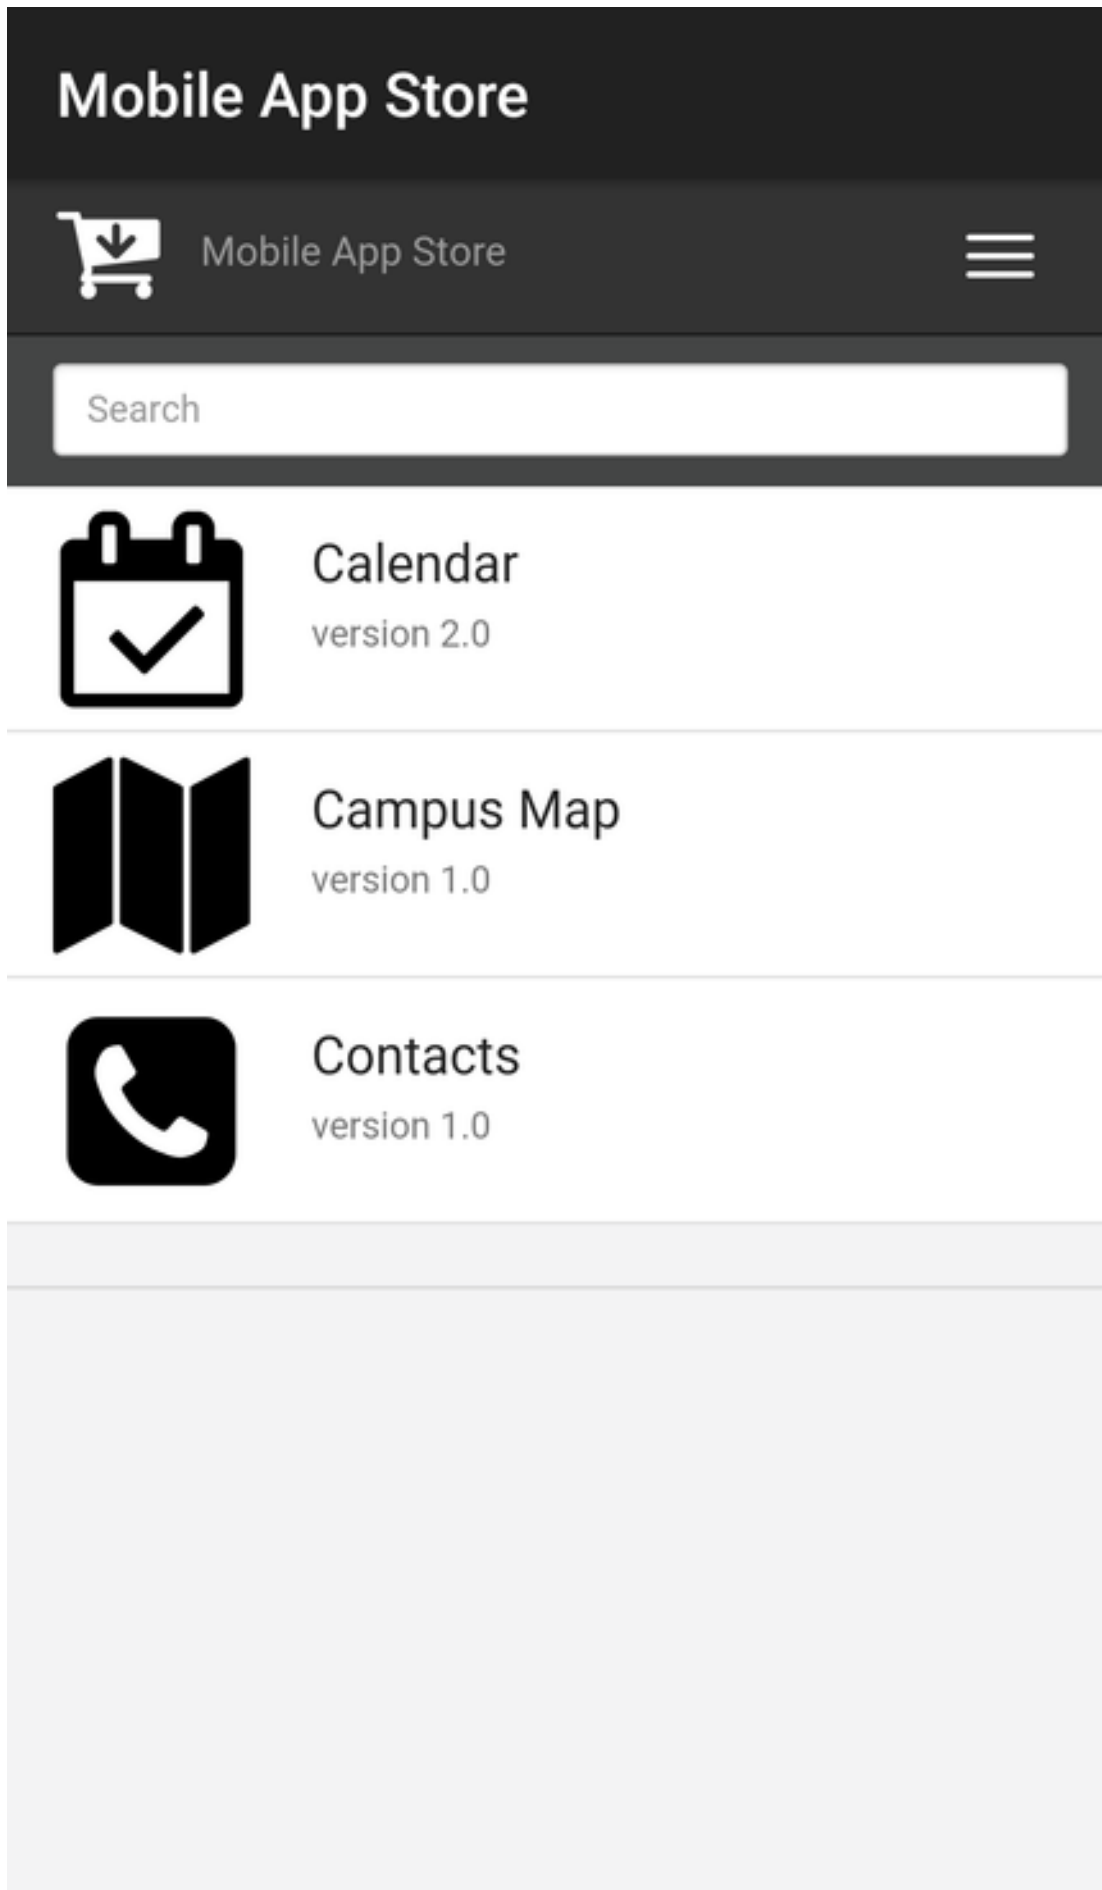 Mobile App Store
Mobile App Store
Search
Calendar
version 2.0
Campus Map
version 1.0
Contacts
version 1.0